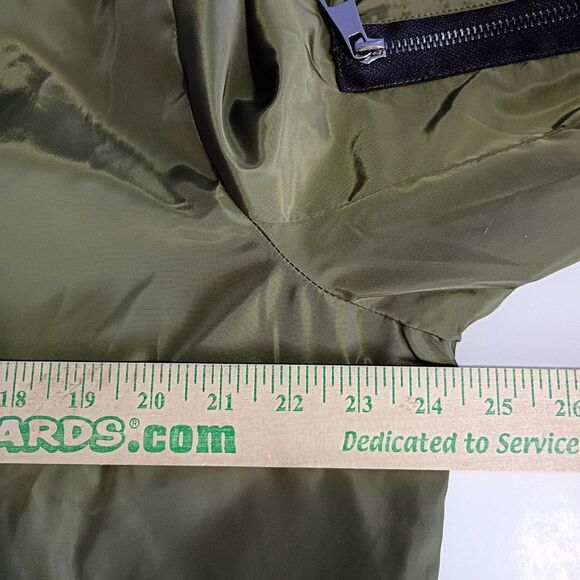 18 19 20 21 22 23 24 25 26
ARDS®.com Dedicated to Service